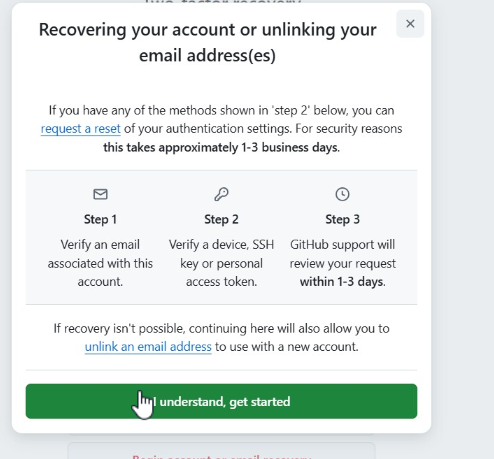 Two-factor recovery
Recovering your account or unlinking your
email address(es)
If you have any of the methods shown in 'step 2' below, you can
request a reset of your authentication settings. For security reasons
this takes approximately 1-3 business days.
Step 1
Verify an email
associated with this
account.
Step 2
Verify a device, SSH
key or personal
access token.
Step 3
GitHub support will
review your request
within 1-3 days.
If recovery isn't possible, continuing here will also allow you to
unlink an email address to use with a new account.
I understand, get started
Begin account or email recovery